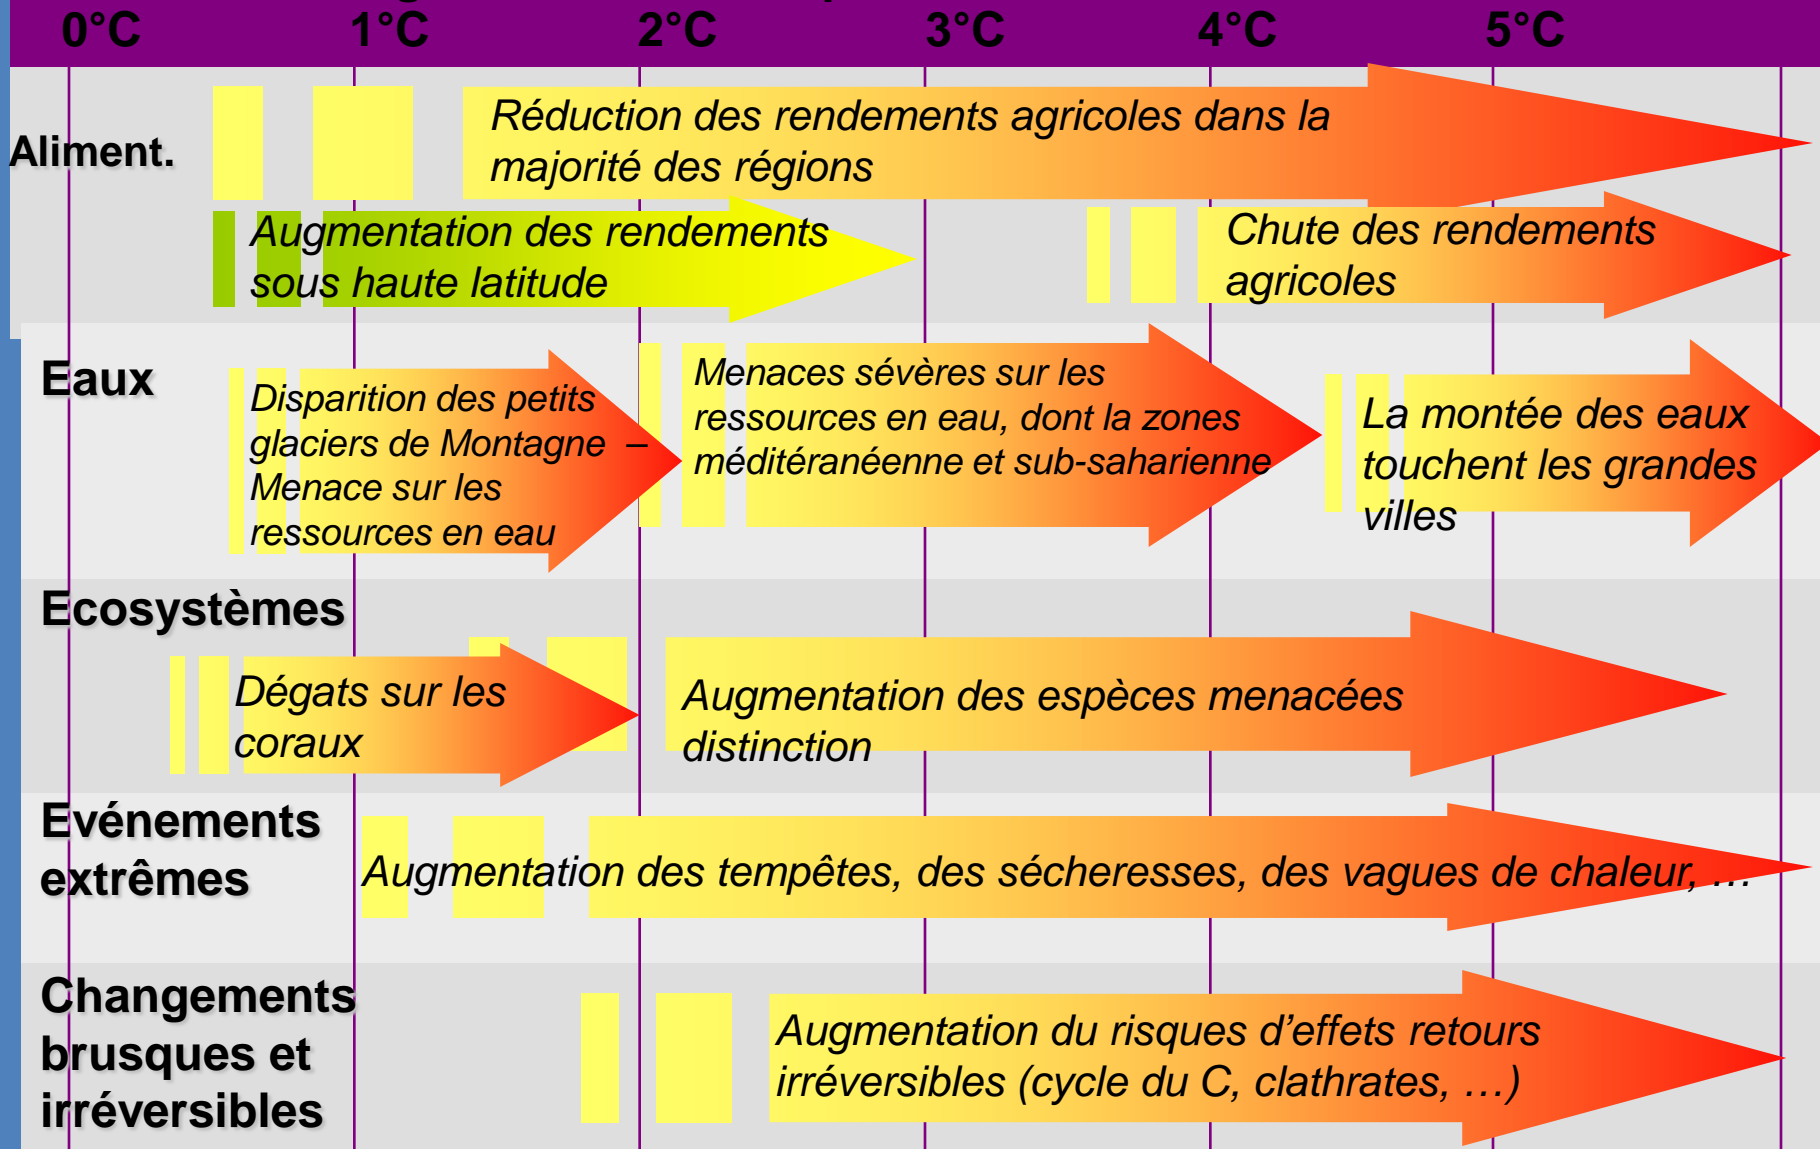 0°C 1°C 2°C 3°C 4°C 5°C
Aliment.
Réduction des rendements agricoles dans la
majorité des régions
Augmentation des rendements
sous haute latitude
Chute des rendements
agricoles
Eaux
Disparition des petits
glaciers de Montagne –
Menace sur les
ressources en eau
Menaces sévères sur les
ressources en eau, dont la zones
méditéranéenne et sub-saharienne
La montée des eaux
touchent les grandes
villes
Ecosystèmes
Dégats sur les
coraux
Augmentation des espèces menacées
distinction
Evénements
extrêmes
Augmentation des tempêtes, des sécheresses, des vagues de chaleur, …
Changements
brusques et
irréversibles
Augmentation du risques d’effets retours
irréversibles (cycle du C, clathrates, …)